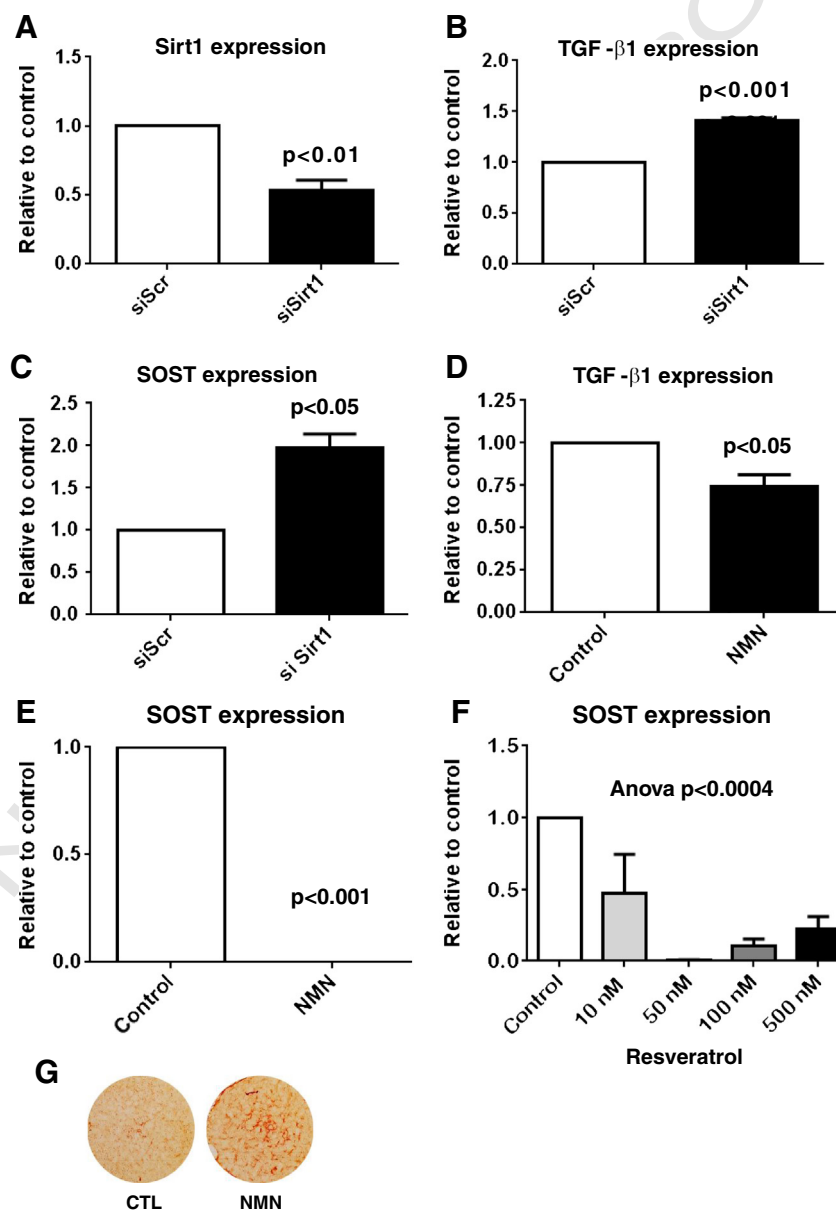 A
Sirt1 expression
Relative to control
1.5
1.0
0.5
0.0
p<0.01
siScr
siSirt1
B
TGF -β1 expression
Relative to control
2.0
1.5
1.0
0.5
0.0
p<0.001
siScr
siSirt1
C
SOST expression
Relative to control
2.5
2.0
1.5
1.0
0.5
0.0
p<0.05
siScr
si Sirt1
D
TGF -β1 expression
Relative to control
1.25
1.00
0.75
0.50
0.25
0.00
p<0.05
Control
NMN
E
SOST expression
Relative to control
1.0
0.5
0.0
p<0.001
Control
NMN
F
SOST expression
Relative to control
1.5
1.0
0.5
0.0
Anova p<0.0004
Control
10 nM
50 nM
100 nM
500 nM
Resveratrol
G
CTL
NMN